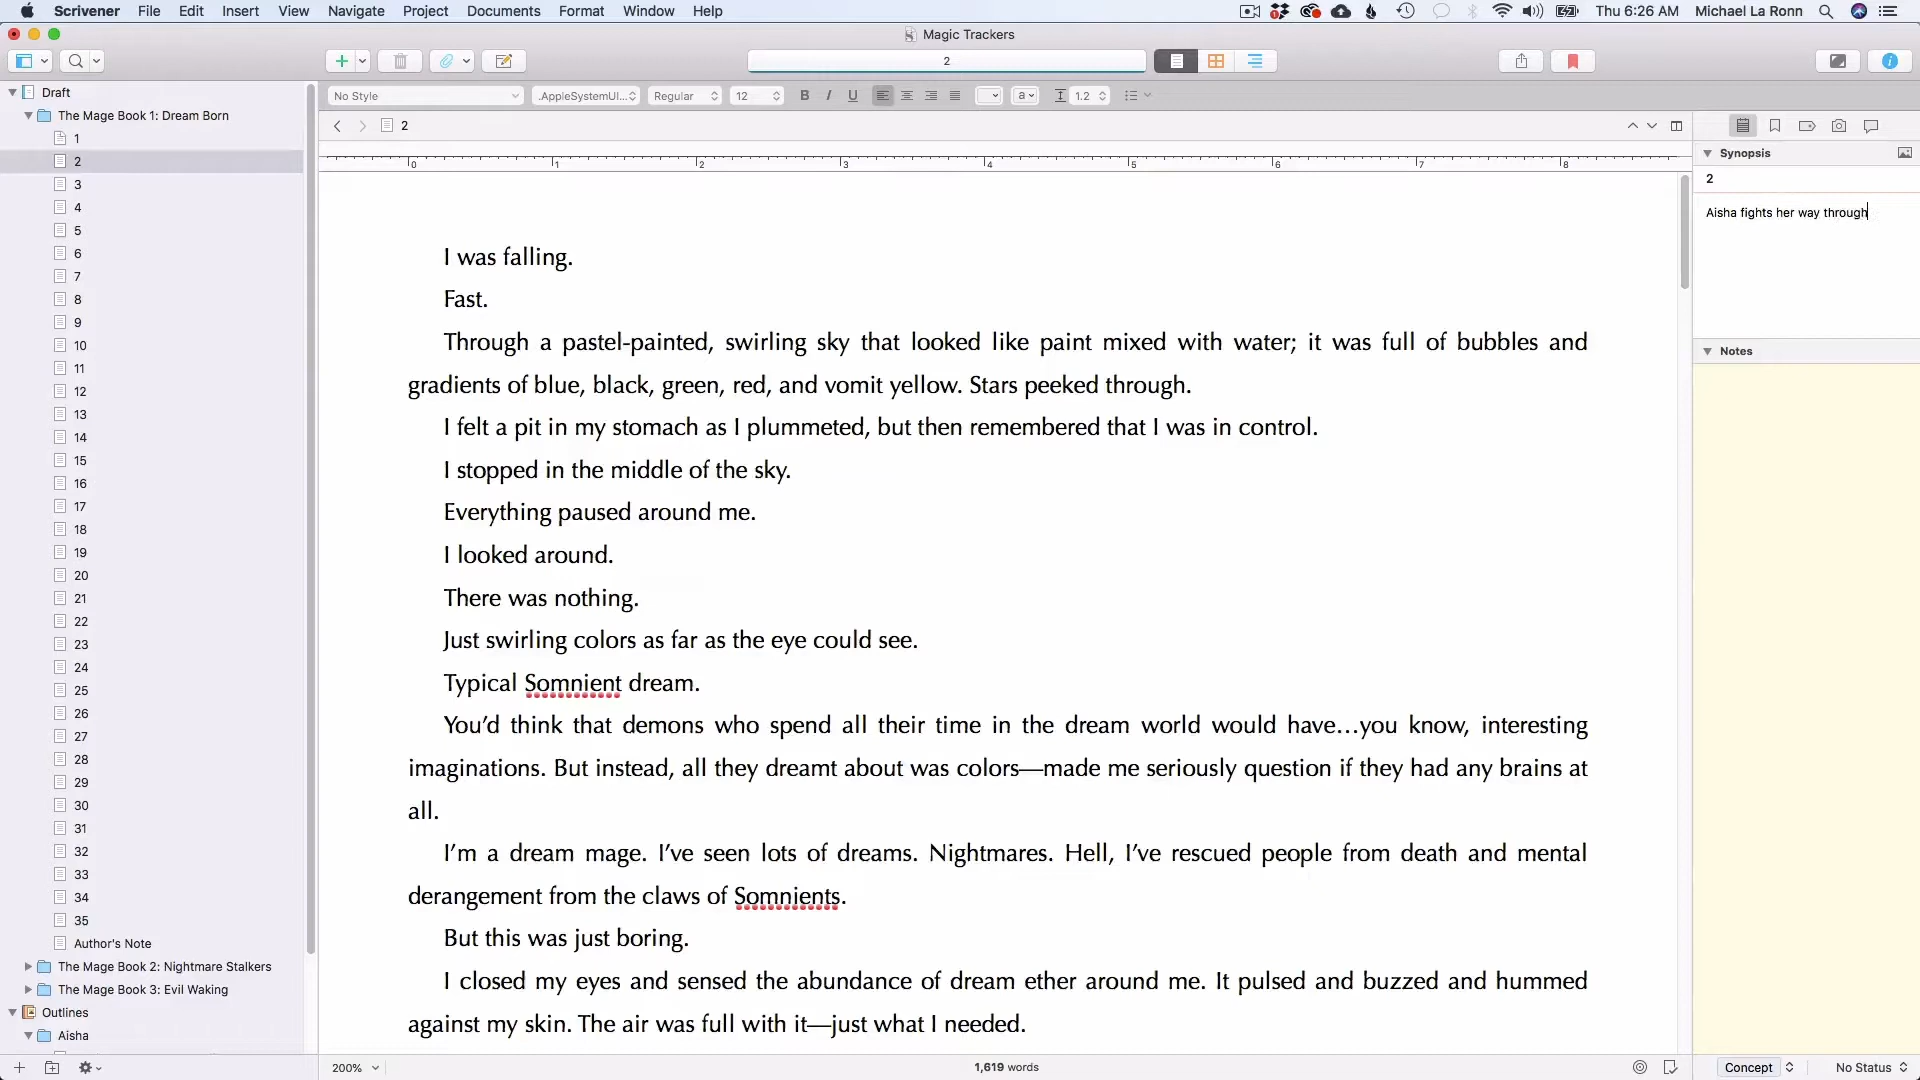 Scrivener File Edit Insert View Navigate Project Documents Format Window Help Thu 6:26 AM Michael La Ronn
Magic Trackers
2
No Style .AppleSystemUI... Regular 12 B I U a 1.2
2
0 1 2 3 4 5 6 7 8
Draft
The Mage Book 1: Dream Born
1
2
3
4
5
6
7
8
9
10
11
12
13
14
15
16
17
18
19
20
21
22
23
24
25
26
27
28
29
30
31
32
33
34
35
Author's Note
The Mage Book 2: Nightmare Stalkers
The Mage Book 3: Evil Waking
Outlines
Aisha
I was falling.
Fast.
Through a pastel-painted, swirling sky that looked like paint mixed with water; it was full of bubbles and
gradients of blue, black, green, red, and vomit yellow. Stars peeked through.
I felt a pit in my stomach as I plummeted, but then remembered that I was in control.
I stopped in the middle of the sky.
Everything paused around me.
I looked around.
There was nothing.
Just swirling colors as far as the eye could see.
Typical Somnient dream.
You’d think that demons who spend all their time in the dream world would have…you know, interesting
imaginations. But instead, all they dreamt about was colors—made me seriously question if they had any brains at
all.
I’m a dream mage. I’ve seen lots of dreams. Nightmares. Hell, I’ve rescued people from death and mental
derangement from the claws of Somnients.
But this was just boring.
I closed my eyes and sensed the abundance of dream ether around me. It pulsed and buzzed and hummed
against my skin. The air was full with it—just what I needed.
Synopsis
2
Aisha fights her way through
Notes
200% 1,619 words Concept No Status